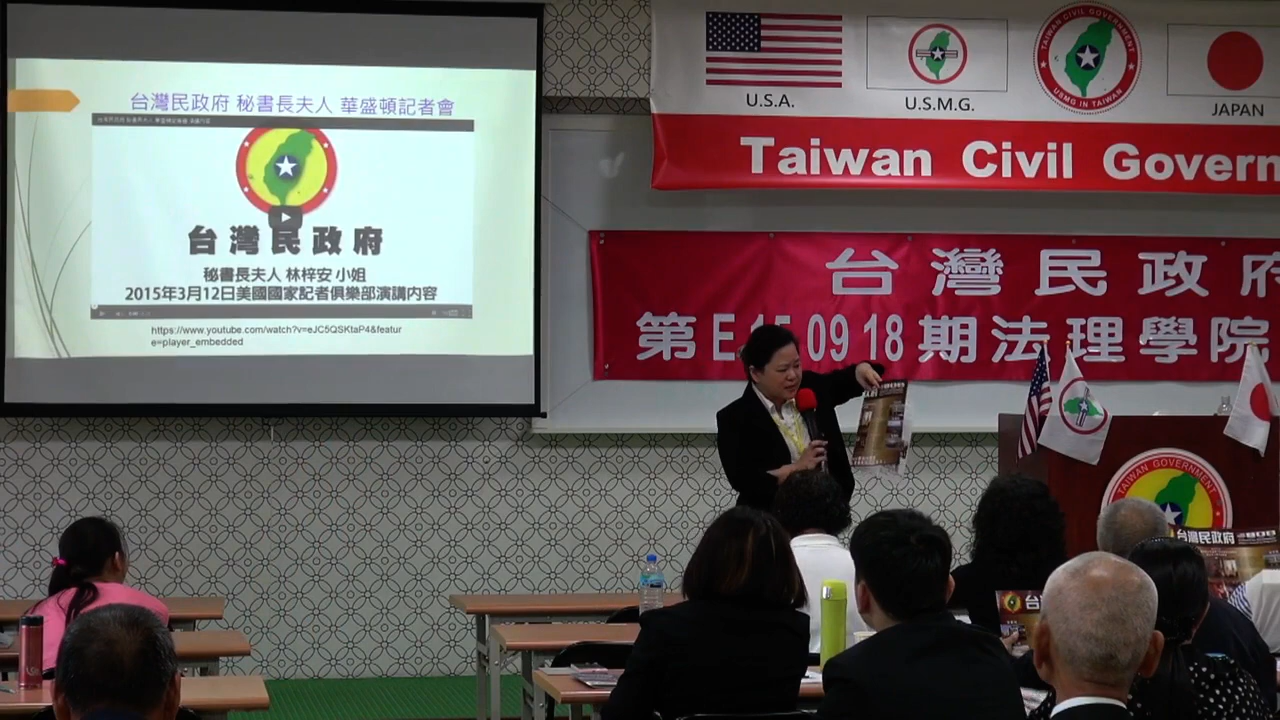 台灣民政府 秘書長夫人 華盛頓記者會
台灣民政府
秘書長夫人 林梓安 小姐
2015年3月12日美國國家記者俱樂部演講內容
https://www.youtube.com/watch?v=eJC5QSKtaP4&featur
e=player_embedded
U.S.A.
U.S.M.G.
TAIWAN CIVIL GOVERNMENT
USMG IN TAIWAN
JAPAN
Taiwan Civil Govern
台灣民政府
第E 15 09 18期法理學院
TAIWAN GOVERNMENT
台灣民政府
台